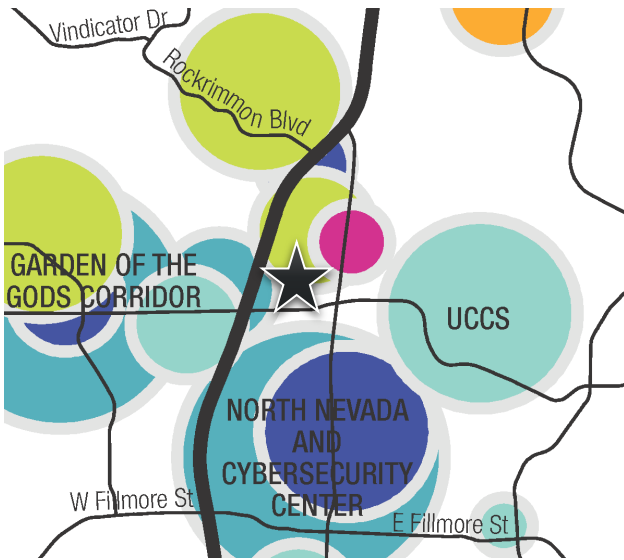 Vindicator Dr
Rockrimmon Blvd
GARDEN OF THE
GODS CORRIDOR
UCCS
NORTH NEVADA
AND
CYBERSECURITY
CENTER
W Fillmore St
E Fillmore St